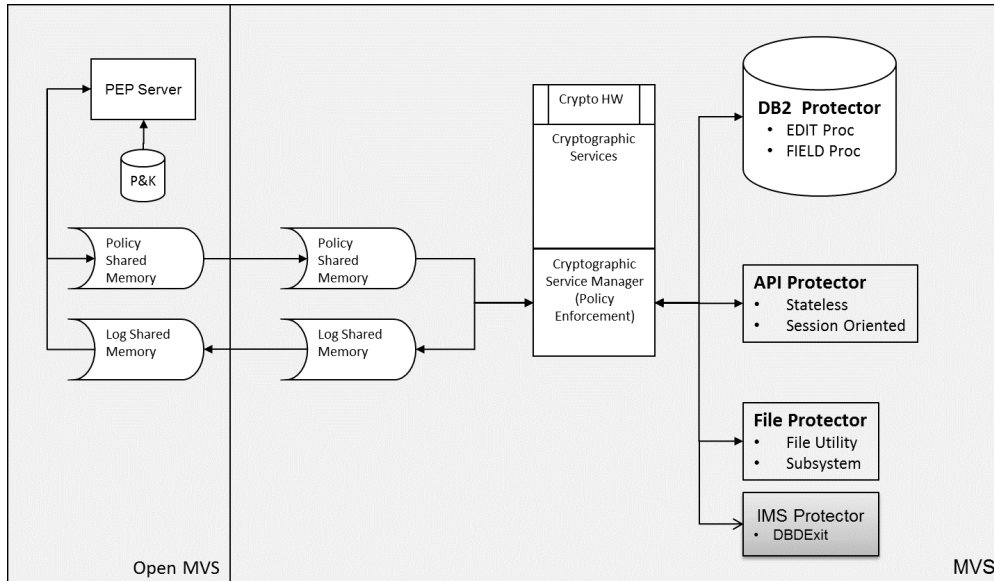 PEP Server
P&K
Policy
Shared
Memory
Log Shared
Memory
Open MVS
Policy
Shared
Memory
Log Shared
Memory
Crypto HW
Cryptographic
Services
Cryptographic
Service Manager
(Policy
Enforcement)
DB2 Protector
• EDIT Proc
• FIELD Proc
API Protector
• Stateless
• Session Oriented
File Protector
• File Utility
• Subsystem
IMS Protector
• DBDExit
MVS